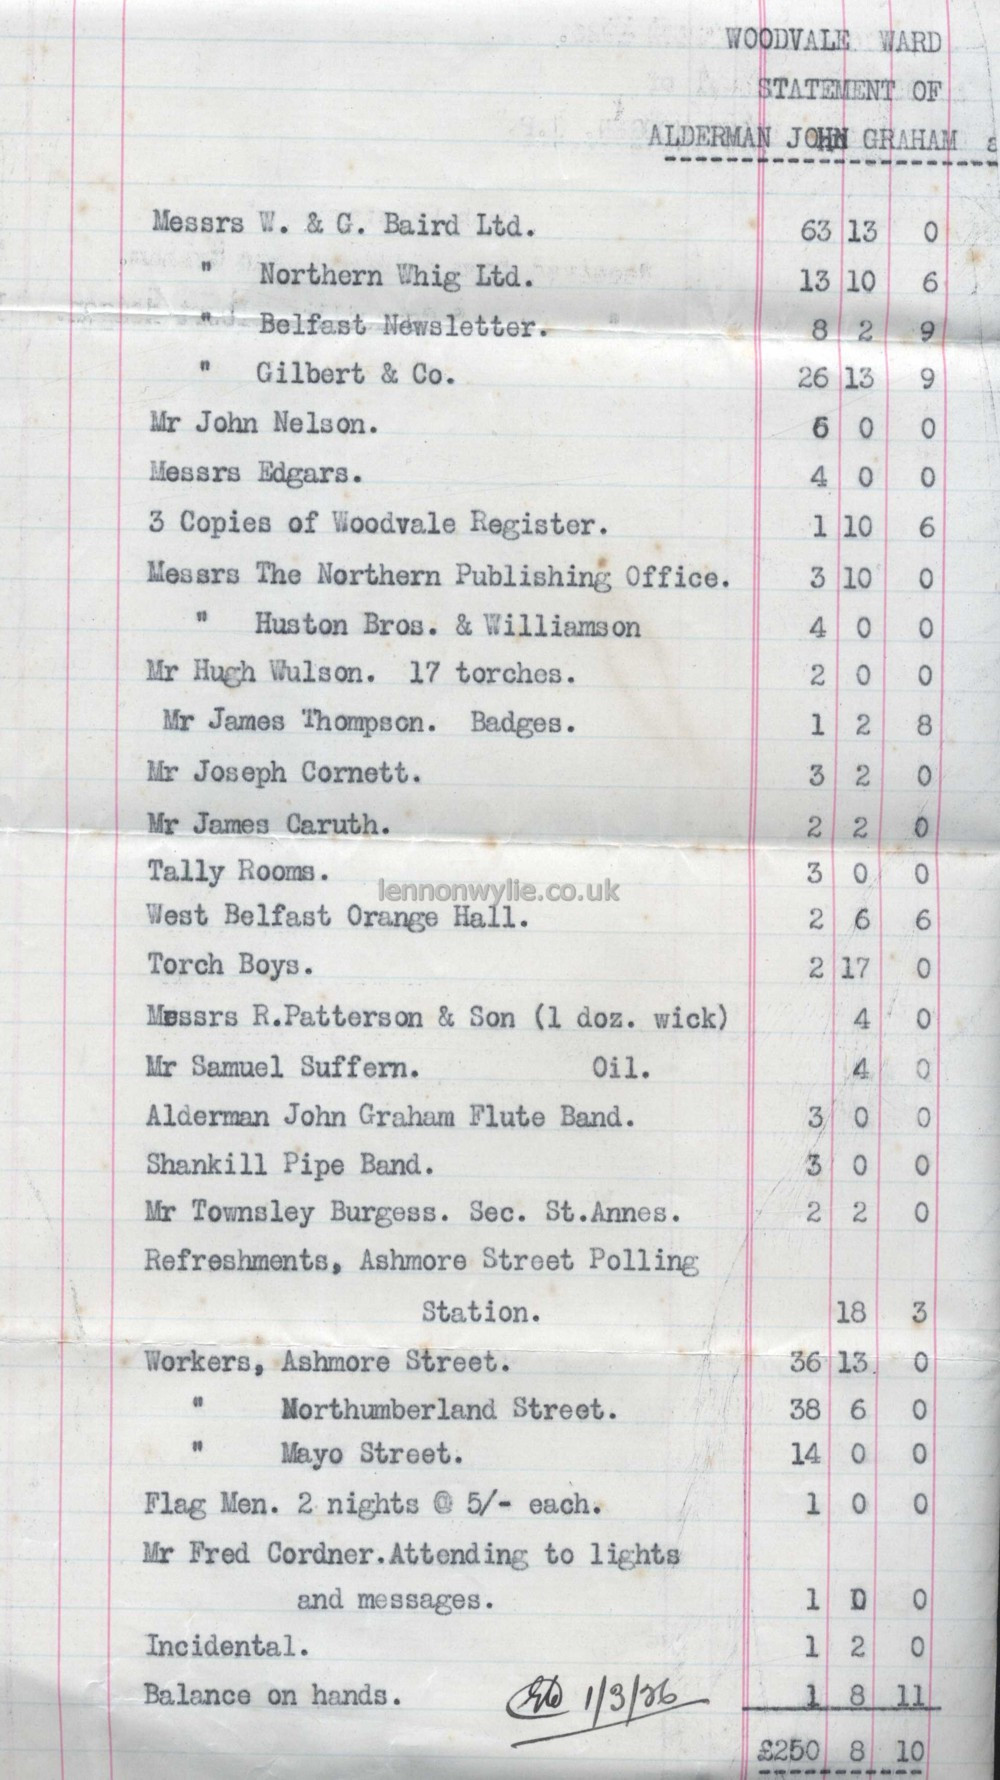 WOODVALE WARD
STATEMENT OF
ALDERMAN JOHN GRAHAM a
Messrs W. & G. Baird Ltd. 63 13 0
" Northern Whig Ltd. 13 10 6
" Belfast Newsletter. 8 2 9
" Gilbert & Co. 26 13 9
Mr John Nelson. 6 0 0
Messrs Edgars. 4 0 0
3 Copies of Woodvale Register. 1 10 6
Messrs The Northern Publishing Office. 3 10 0
" Huston Bros. & Williamson 4 0 0
Mr Hugh Wulson. 17 torches. 2 0 0
Mr James Thompson. Badges. 1 2 8
Mr Joseph Cornett. 3 2 0
Mr James Caruth. 2 2 0
Tally Rooms. 3 0 0
lennonwylie.co.uk
West Belfast Orange Hall. 2 6 6
Torch Boys. 2 17 0
Messrs R.Patterson & Son (1 doz. wick) 4 0
Mr Samuel Suffern. Oil. 4 0
Alderman John Graham Flute Band. 3 0 0
Shankill Pipe Band. 3 0 0
Mr Townsley Burgess. Sec. St.Annes. 2 2 0
Refreshments, Ashmore Street Polling
Station. 18 3
Workers, Ashmore Street. 36 13 0
" Northumberland Street. 38 6 0
" Mayo Street. 14 0 0
Flag Men. 2 nights @ 5/- each. 1 0 0
Mr Fred Cordner.Attending to lights
and messages. 1 0 0
Incidental. 1 2 0
Balance on hands. 1/3/26 1 8 11
£250 8 10